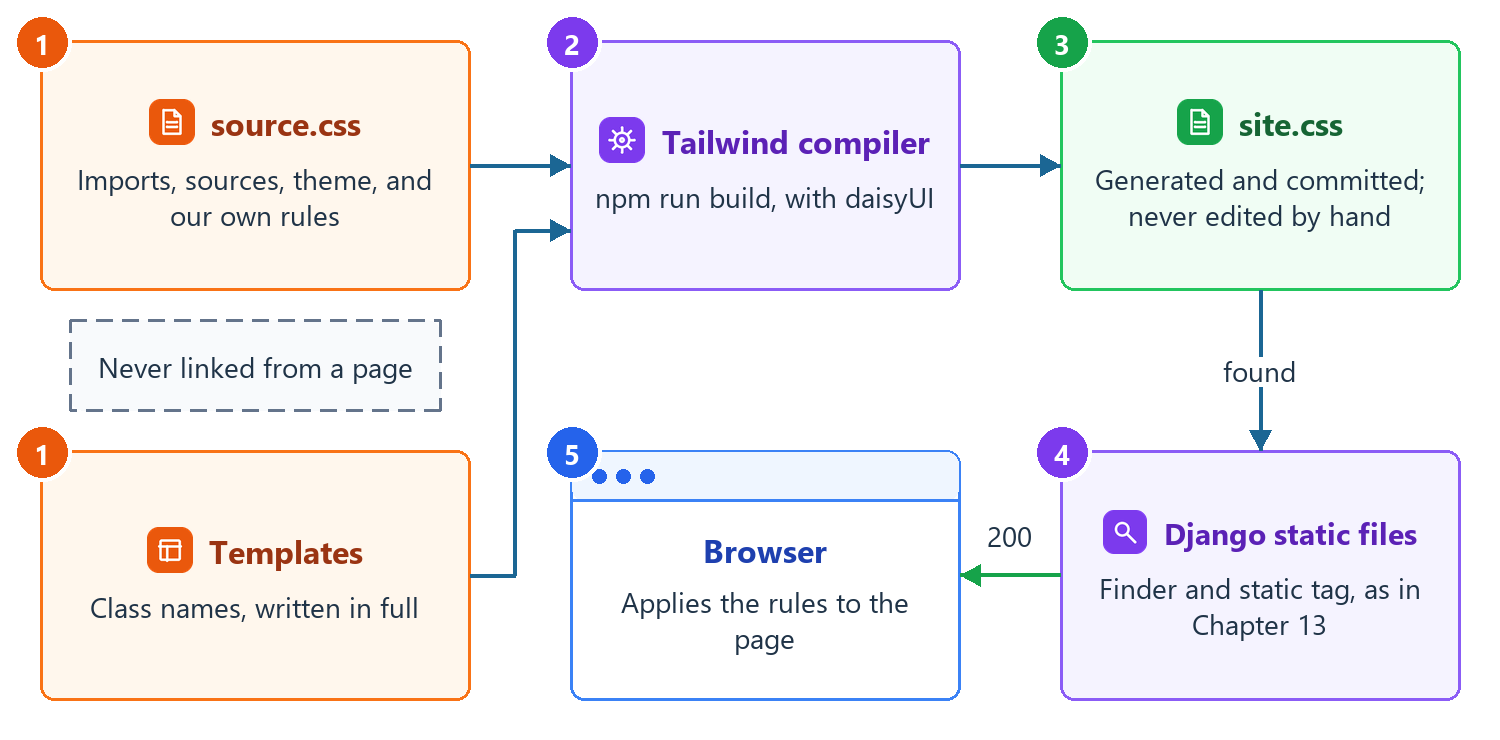 1
source.css
Imports, sources, theme, and
our own rules
2
Tailwind compiler
npm run build, with daisyUI
3
site.css
Generated and committed;
never edited by hand
Never linked from a page
found
1
Templates
Class names, written in full
5
Browser
Applies the rules to the
page
200
4
Django static files
Finder and static tag, as in
Chapter 13